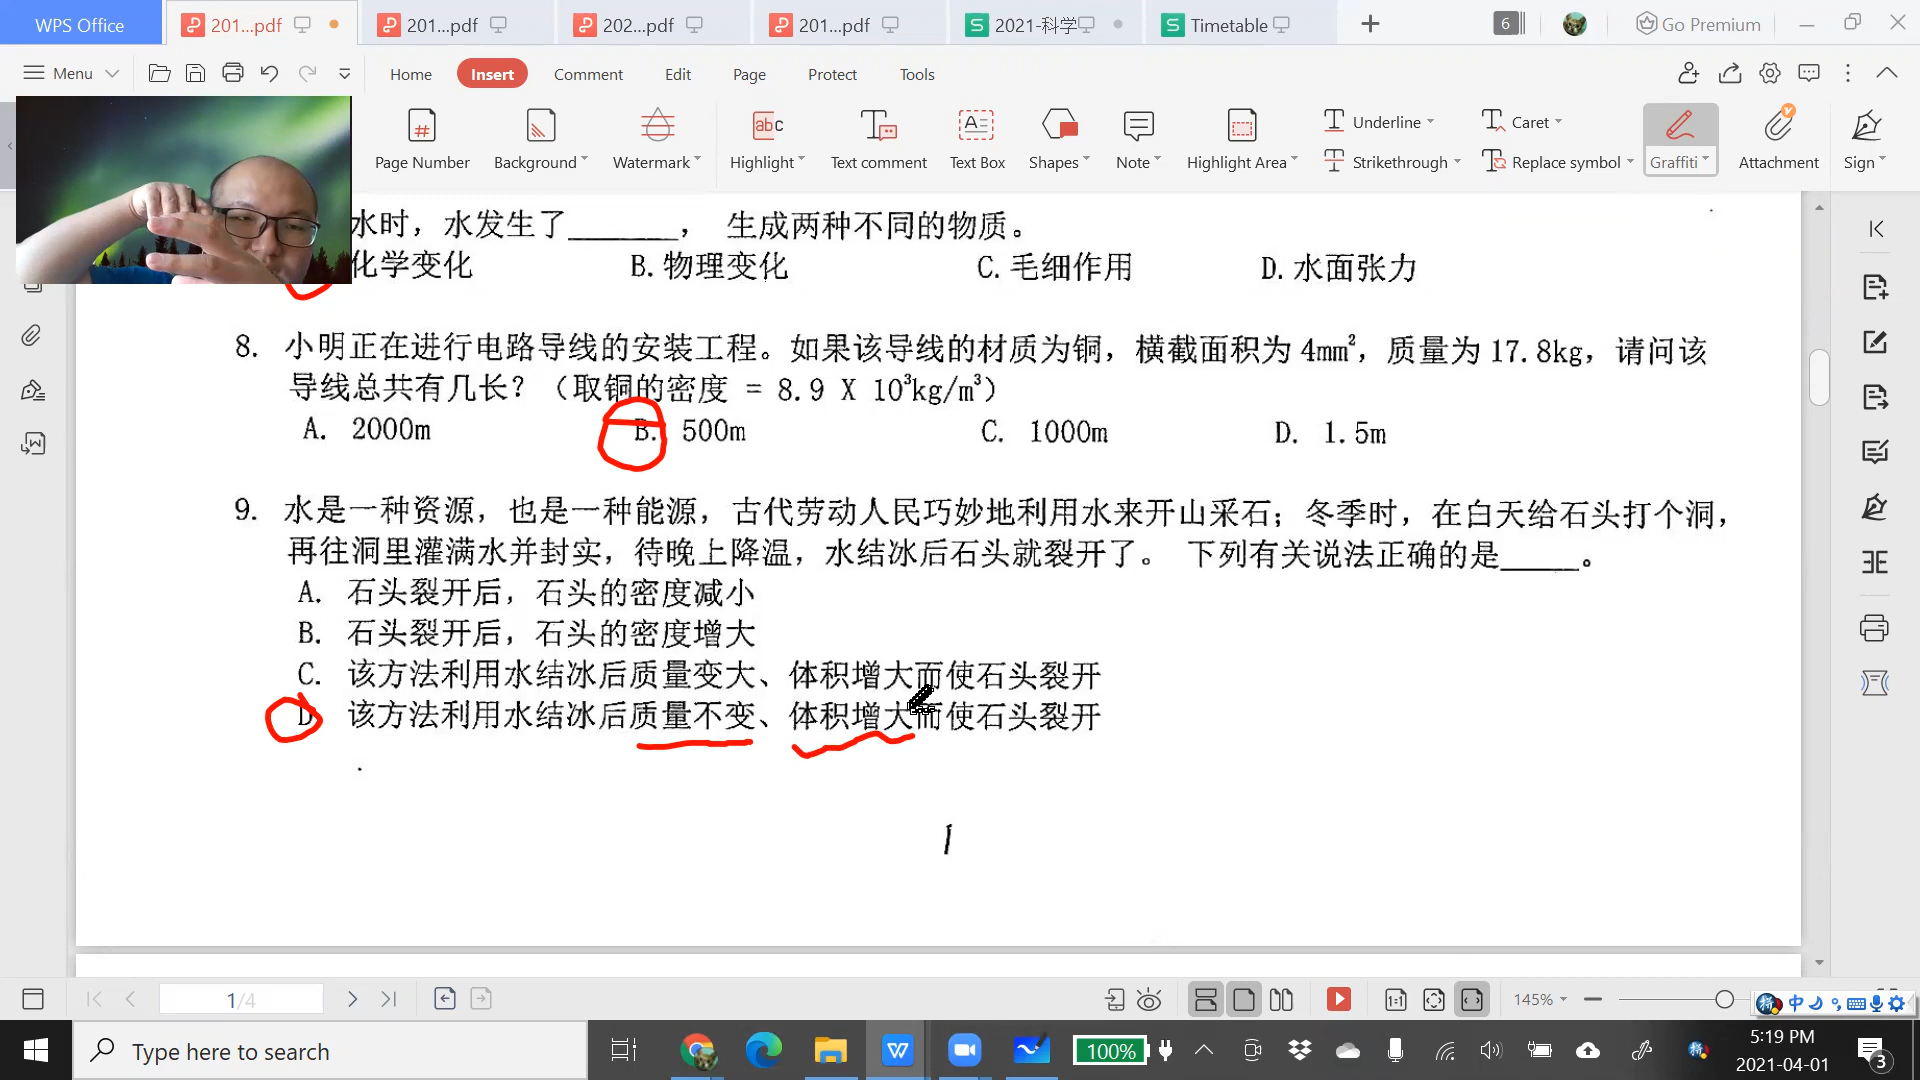 WPS Office
201...pdf
201...pdf
202...pdf
201...pdf
2021-科学
Timetable
6
Go Premium
Menu
Home
Insert
Comment
Edit
Page
Protect
Tools
Page Number
Background
Watermark
Highlight
Text comment
Text Box
Shapes
Note
Highlight Area
Underline
Strikethrough
Caret
Replace symbol
Graffiti
Attachment
Sign
水时，水发生了______， 生成两种不同的物质。
化学变化 B. 物理变化 C. 毛细作用 D. 水面张力
8. 小明正在进行电路导线的安装工程。如果该导线的材质为铜，横截面积为 4mm²，质量为 17.8kg，请问该
导线总共有几长？（取铜的密度 = 8.9 X 10³kg/m³）
A. 2000m B. 500m C. 1000m D. 1.5m
9. 水是一种资源，也是一种能源，古代劳动人民巧妙地利用水来开山采石；冬季时，在白天给石头打个洞，
再往洞里灌满水并封实，待晚上降温，水结冰后石头就裂开了。 下列有关说法正确的是_____。
A. 石头裂开后，石头的密度减小
B. 石头裂开后，石头的密度增大
C. 该方法利用水结冰后质量变大、体积增大而使石头裂开
D 该方法利用水结冰后质量不变、体积增大而使石头裂开
1
1/4
145%
中
Type here to search
100%
5:19 PM
2021-04-01
3